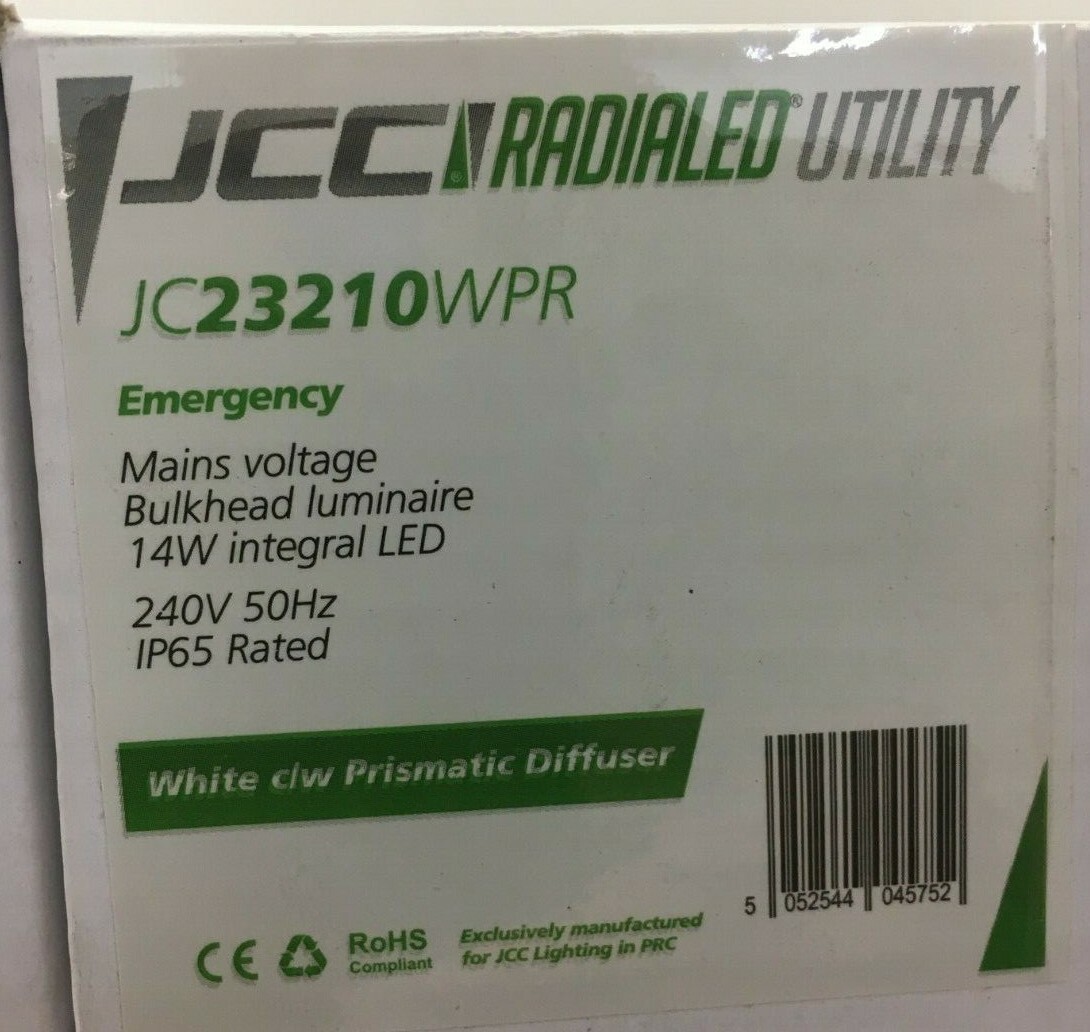 JCC RADIALED® UTILITY
JC23210WPR
Emergency
Mains voltage
Bulkhead luminaire
14W integral LED
240V 50Hz
IP65 Rated
White c/w Prismatic Diffuser
5 052544 045752
CE RoHS
Compliant
Exclusively manufactured
for JCC Lighting in PRC